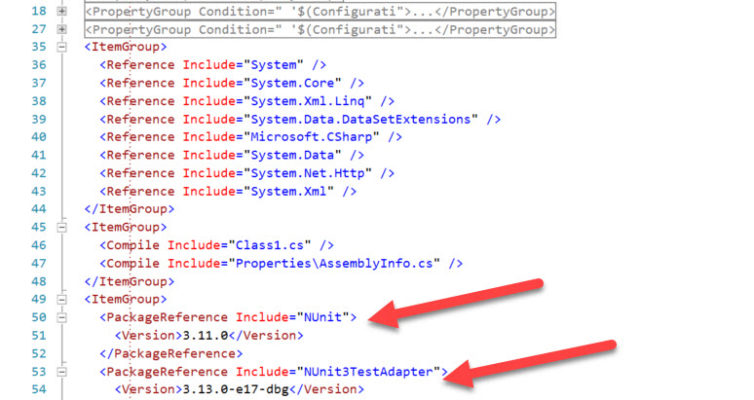 18 <PropertyGroup Condition=" '$(Configurati">...</PropertyGroup>
27 <PropertyGroup Condition=" '$(Configurati">...</PropertyGroup>
35 <ItemGroup>
36 <Reference Include="System" />
37 <Reference Include="System.Core" />
38 <Reference Include="System.Xml.Linq" />
39 <Reference Include="System.Data.DataSetExtensions" />
40 <Reference Include="Microsoft.CSharp" />
41 <Reference Include="System.Data" />
42 <Reference Include="System.Net.Http" />
43 <Reference Include="System.Xml" />
44 </ItemGroup>
45 <ItemGroup>
46 <Compile Include="Class1.cs" />
47 <Compile Include="Properties\AssemblyInfo.cs" />
48 </ItemGroup>
49 <ItemGroup>
50 <PackageReference Include="NUnit">
51 <Version>3.11.0</Version>
52 </PackageReference>
53 <PackageReference Include="NUnit3TestAdapter">
54 <Version>3.13.0-e17-dbg</Version>